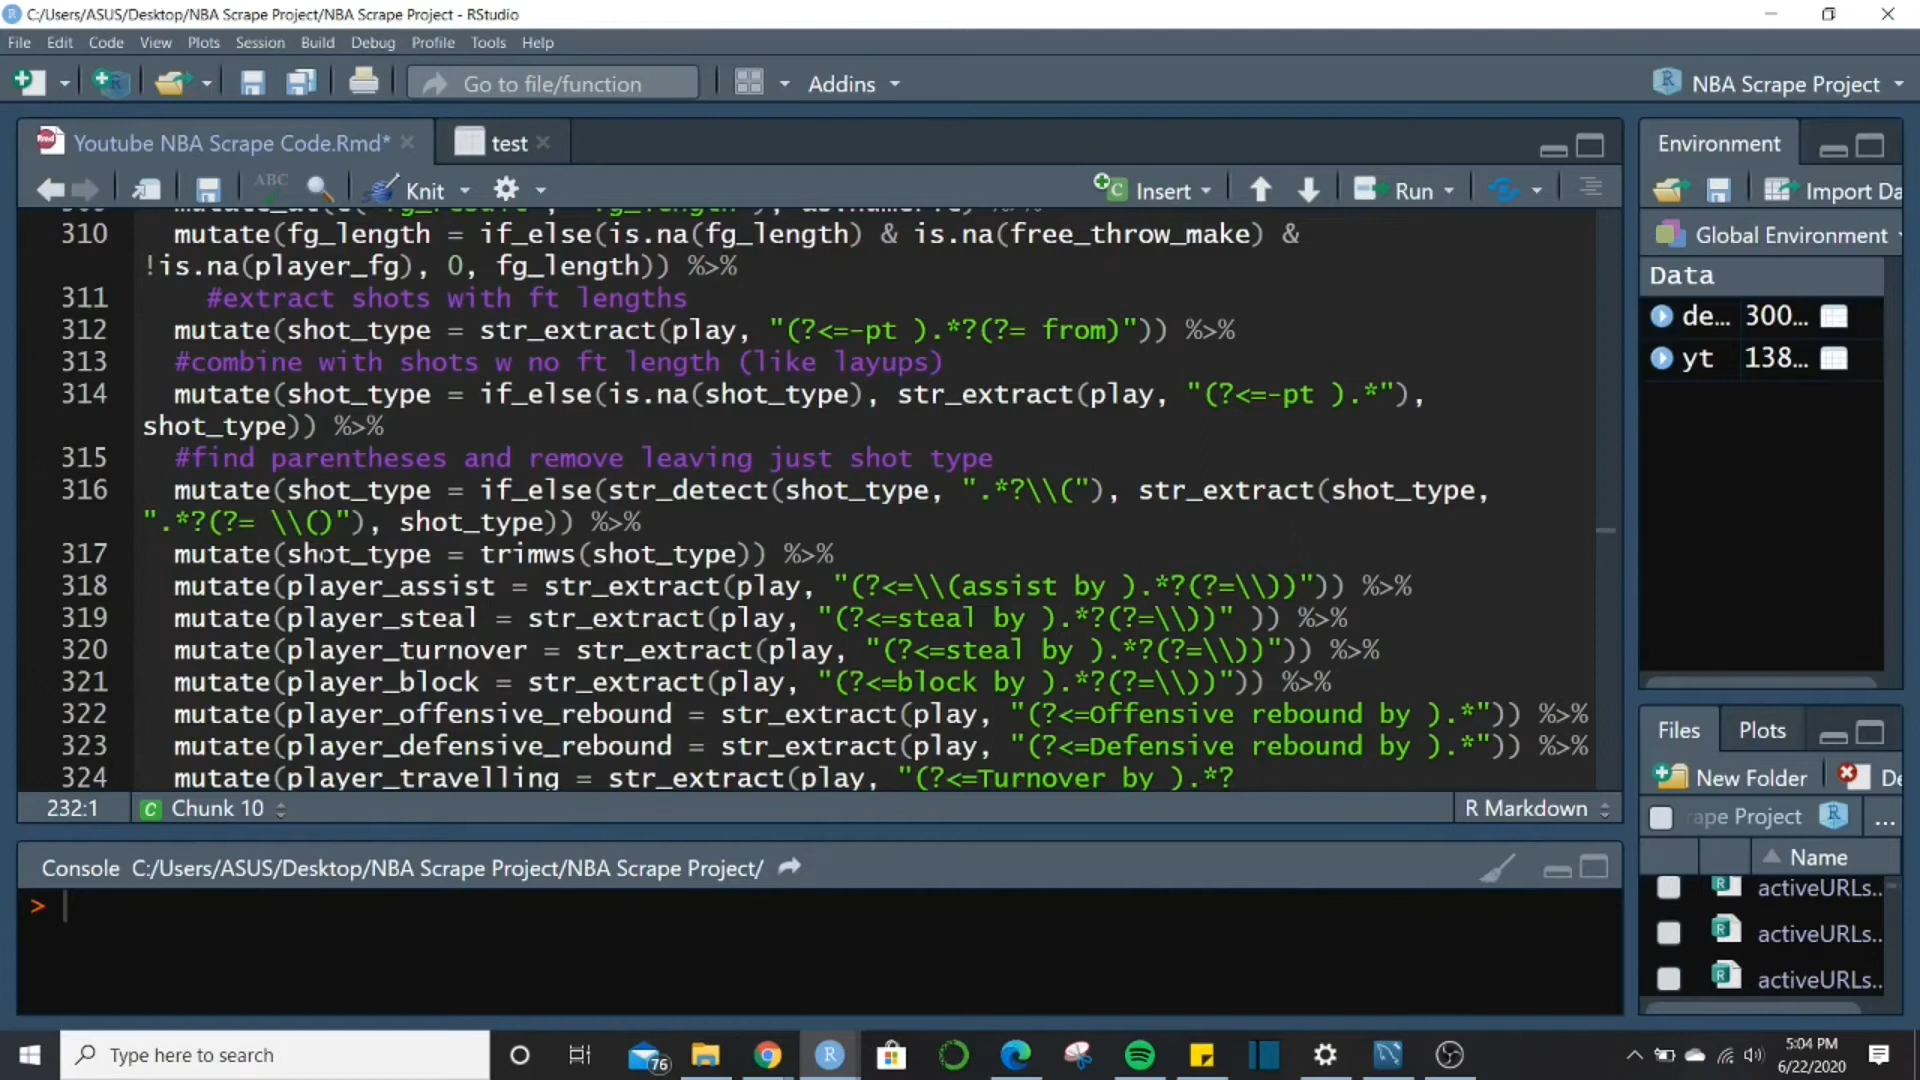 C:/Users/ASUS/Desktop/NBA Scrape Project/NBA Scrape Project - RStudio
File Edit Code View Plots Session Build Debug Profile Tools Help
Go to file/function Addins NBA Scrape Project
Youtube NBA Scrape Code.Rmd* test
ABC Knit Insert Run
310 mutate(fg_length = if_else(is.na(fg_length) & is.na(free_throw_make) &
!is.na(player_fg), 0, fg_length)) %>%
311 #extract shots with ft lengths
312 mutate(shot_type = str_extract(play, "(?<=-pt ).*?(?= from)")) %>%
313 #combine with shots w no ft length (like layups)
314 mutate(shot_type = if_else(is.na(shot_type), str_extract(play, "(?<=-pt ).*"),
shot_type)) %>%
315 #find parentheses and remove leaving just shot type
316 mutate(shot_type = if_else(str_detect(shot_type, ".*?\\("), str_extract(shot_type,
".*?(?= \\()"), shot_type)) %>%
317 mutate(shot_type = trimws(shot_type)) %>%
318 mutate(player_assist = str_extract(play, "(?<=\\(assist by ).*?(?=\\))")) %>%
319 mutate(player_steal = str_extract(play, "(?<=steal by ).*?(?=\\))" )) %>%
320 mutate(player_turnover = str_extract(play, "(?<=steal by ).*?(?=\\))")) %>%
321 mutate(player_block = str_extract(play, "(?<=block by ).*?(?=\\))")) %>%
322 mutate(player_offensive_rebound = str_extract(play, "(?<=Offensive rebound by ).*")) %>%
323 mutate(player_defensive_rebound = str_extract(play, "(?<=Defensive rebound by ).*")) %>%
324 mutate(player_travelling = str_extract(play, "(?<=Turnover by ).*?
232:1 C Chunk 10 R Markdown
Console C:/Users/ASUS/Desktop/NBA Scrape Project/NBA Scrape Project/
>
Environment
Import Da
Global Environment
Data
de... 300...
yt 138...
Files Plots
New Folder De
rape Project ...
Name
activeURLs..
activeURLs..
activeURLs..
Type here to search
76
5:04 PM
6/22/2020